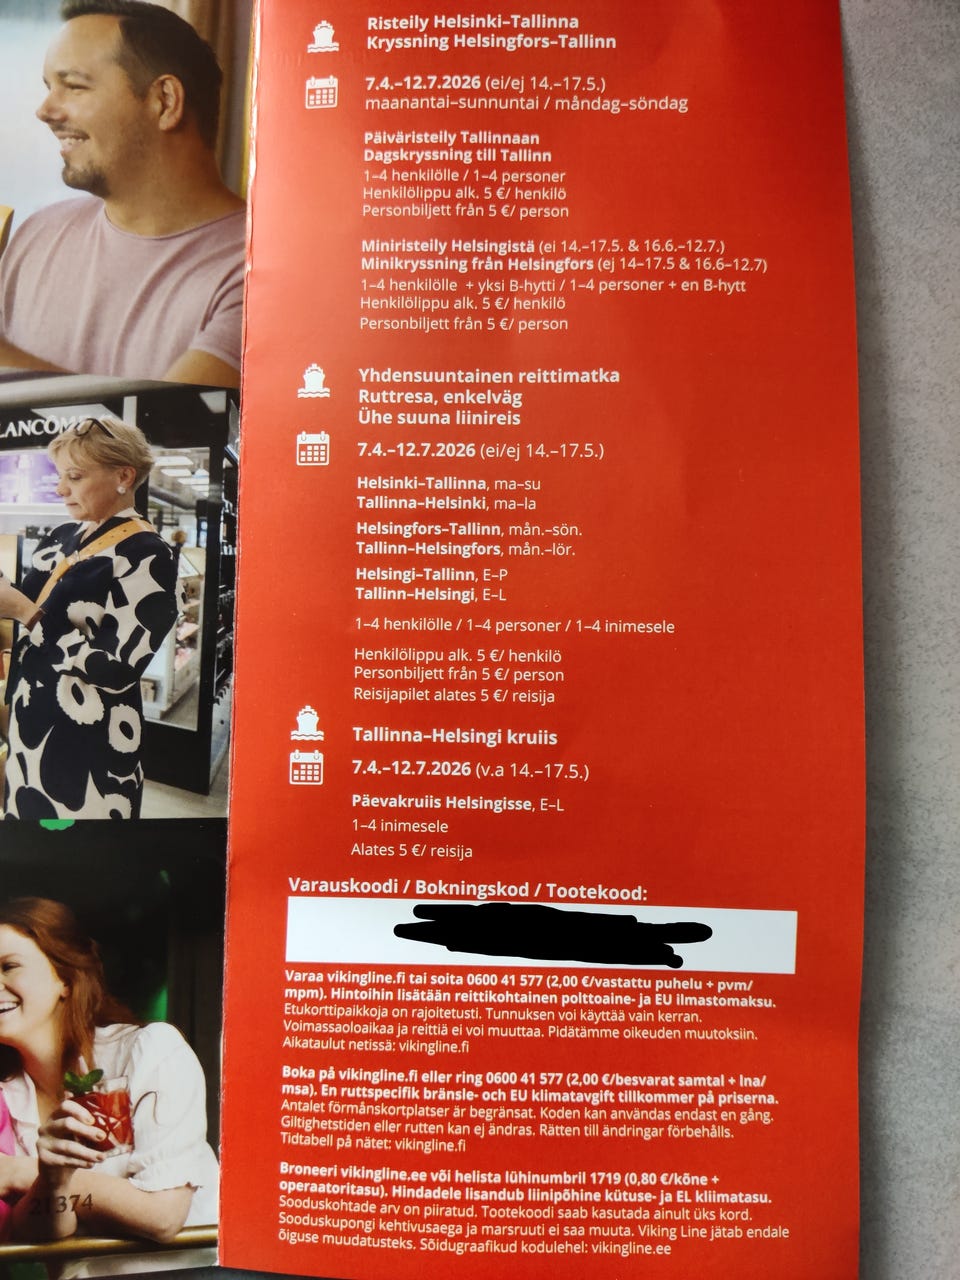 LANCÔME
21374
Risteily Helsinki–Tallinna
Kryssning Helsingfors–Tallinn
7.4.–12.7.2026 (ei/ej 14.–17.5.)
maanantai–sunnuntai / måndag–söndag
Päiväristeily Tallinnaan
Dagskryssning till Tallinn
1–4 henkilölle / 1–4 personer
Henkilölippu alk. 5 €/ henkilö
Personbiljett från 5 €/ person
Miniristeily Helsingistä (ei 14.–17.5. & 16.6.–12.7.)
Minikryssning från Helsingfors (ej 14–17.5 & 16.6–12.7)
1–4 henkilölle + yksi B-hytti / 1–4 personer + en B-hytt
Henkilölippu alk. 5 €/ henkilö
Personbiljett från 5 €/ person
Yhdensuuntainen reittimatka
Ruttresa, enkelväg
Ühe suuna liinireis
7.4.–12.7.2026 (ei/ej 14.–17.5.)
Helsinki–Tallinna, ma–su
Tallinna–Helsinki, ma–la
Helsingfors–Tallinn, mån.–sön.
Tallinn–Helsingfors, mån.–lör.
Helsingi–Tallinn, E–P
Tallinn–Helsingi, E–L
1–4 henkilölle / 1–4 personer / 1–4 inimesele
Henkilölippu alk. 5 €/ henkilö
Personbiljett från 5 €/ person
Reisijapilet alates 5 €/ reisija
Tallinna–Helsingi kruiis
7.4.–12.7.2026 (v.a 14.–17.5.)
Päevakruiis Helsingisse, E–L
1–4 inimesele
Alates 5 €/ reisija
Varauskoodi / Bokningskod / Tootekood:
Varaa vikingline.fi tai soita 0600 41 577 (2,00 €/vastattu puhelu + pvm/
mpm). Hintoihin lisätään reittikohtainen polttoaine- ja EU ilmastomaksu.
Etukorttipaikkoja on rajoitetusti. Tunnuksen voi käyttää vain kerran.
Voimassaoloaikaa ja reittiä ei voi muuttaa. Pidätämme oikeuden muutoksiin.
Aikataulut netissä: vikingline.fi
Boka på vikingline.fi eller ring 0600 41 577 (2,00 €/besvarat samtal + lna/
msa). En ruttspecifik bränsle- och EU klimatavgift tillkommer på priserna.
Antalet förmånskortplatser är begränsat. Koden kan användas endast en gång.
Giltighetstiden eller rutten kan ej ändras. Rätten till ändringar förbehålls.
Tidtabell på nätet: vikingline.fi
Broneeri vikingline.ee või helista lühinumbril 1719 (0,80 €/kõne +
operaatoritasu). Hindadele lisandub liinipõhine kütuse- ja EL kliimatasu.
Sooduskohtade arv on piiratud. Tootekoodi saab kasutada ainult üks kord.
Sooduskupongi kehtivusaega ja marsruuti ei saa muuta. Viking Line jätab endale
õiguse muudatusteks. Sõidugraafikud kodulehel: vikingline.ee